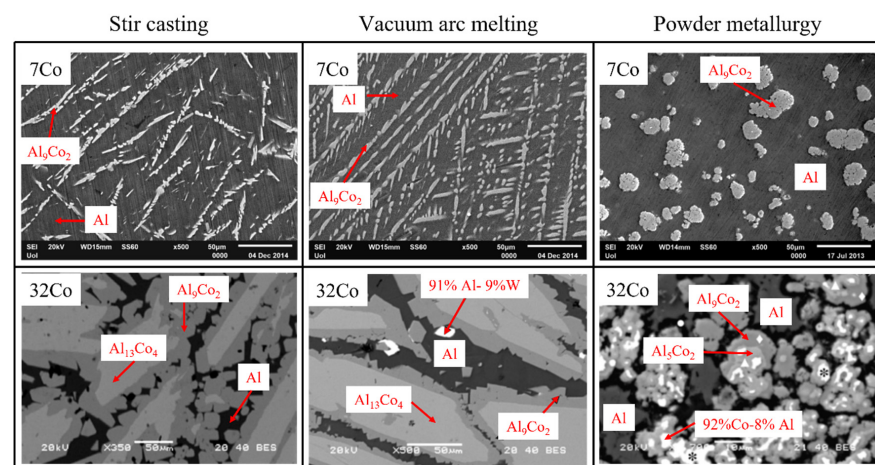 Stir casting
Vacuum arc melting
Powder metallurgy
7Co
Al₉Co₂
Al
SEI 20kV WD15mm SS60 x500 50µm
UoI 0000 04 Dec 2014
7Co
Al
Al₉Co₂
SEI 20kV WD15mm SS60 x500 50µm
UoI 0000 04 Dec 2014
7Co
Al₉Co₂
Al
SEI 20kV WD14mm SS60 x500 50µm
UoI 0000 17 Jul 2013
32Co
Al₉Co₂
Al₁₃Co₄
Al
20kV X350 50µm 20 40 BES
32Co
91% Al- 9%W
Al
Al₁₃Co₄
Al₉Co₂
20kV X500 50µm 20 40 BES
32Co
Al₉Co₂
Al
Al₅Co₂
Al
92%Co-8% Al
20kV 21 40 BES